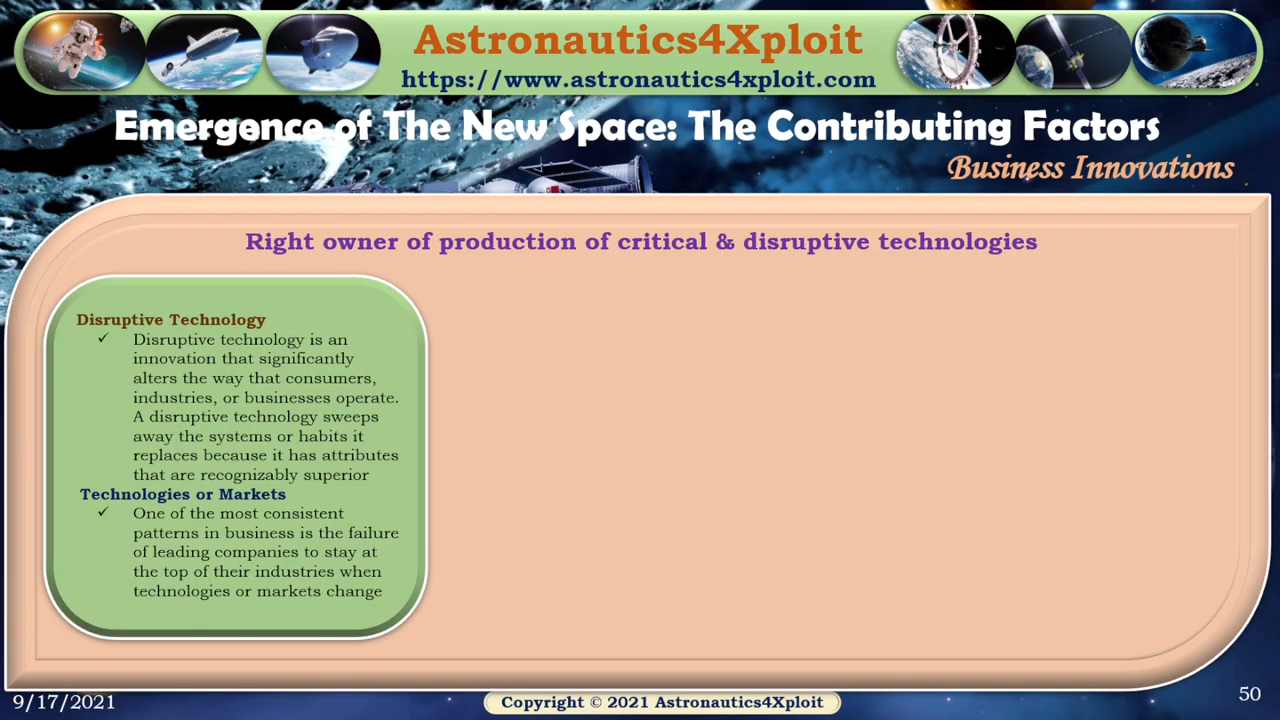 Astronautics4Xploit
https://www.astronautics4xploit.com
Emergence of The New Space: The Contributing Factors
Business Innovations
Right owner of production of critical & disruptive technologies
Disruptive Technology
✓ Disruptive technology is an
innovation that significantly
alters the way that consumers,
industries, or businesses operate.
A disruptive technology sweeps
away the systems or habits it
replaces because it has attributes
that are recognizably superior
Technologies or Markets
✓ One of the most consistent
patterns in business is the failure
of leading companies to stay at
the top of their industries when
technologies or markets change
9/17/2021
Copyright © 2021 Astronautics4Xploit
50